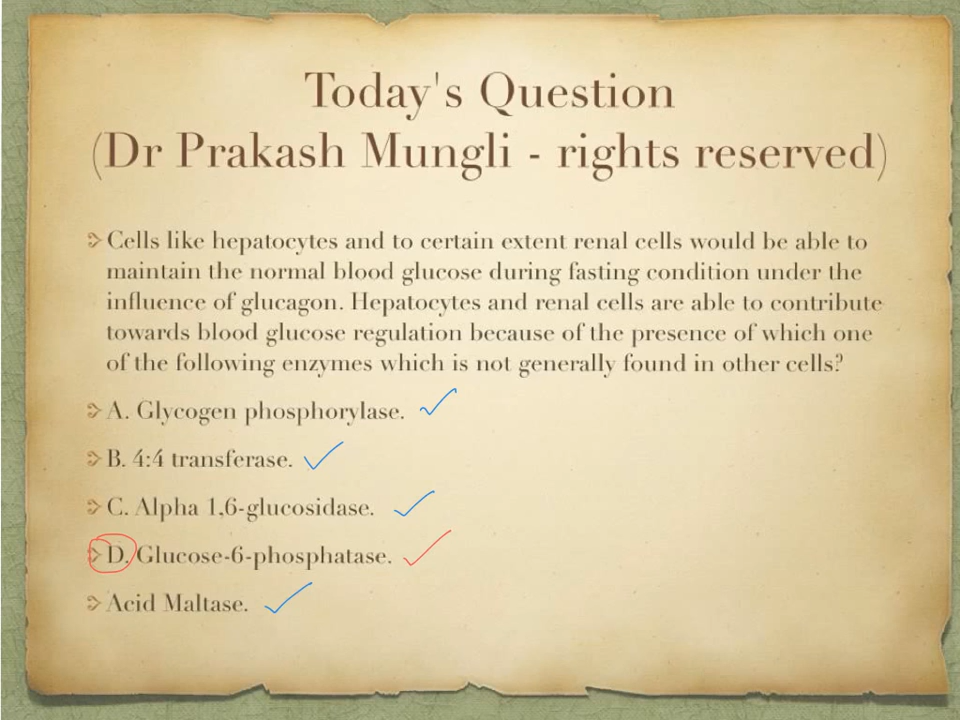 Today's Question
(Dr Prakash Mungli - rights reserved)
Cells like hepatocytes and to certain extent renal cells would be able to
maintain the normal blood glucose during fasting condition under the
influence of glucagon. Hepatocytes and renal cells are able to contribute
towards blood glucose regulation because of the presence of which one
of the following enzymes which is not generally found in other cells?
A. Glycogen phosphorylase.
B. 4:4 transferase.
C. Alpha 1,6-glucosidase.
D. Glucose-6-phosphatase.
Acid Maltase.